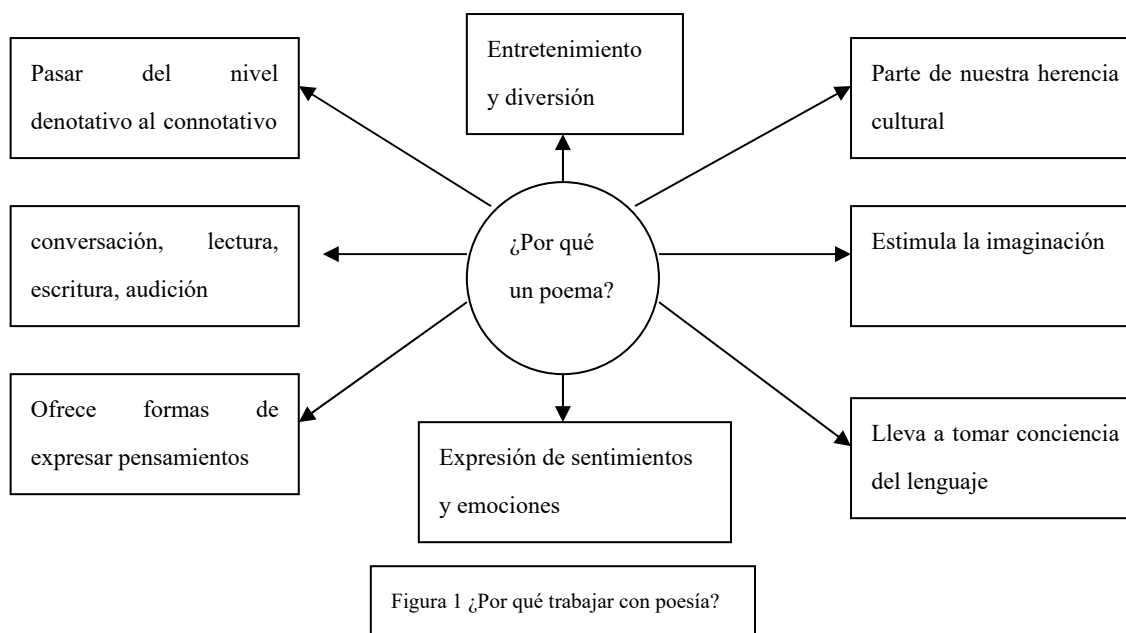 Entretenimiento
y diversión
Pasar del nivel
denotativo al connotativo
Parte de nuestra herencia
cultural
conversación, lectura,
escritura, audición
¿Por qué
un poema?
Estimula la imaginación
Ofrece formas de
expresar pensamientos
Expresión de sentimientos
y emociones
Lleva a tomar conciencia
del lenguaje
Figura 1 ¿Por qué trabajar con poesía?